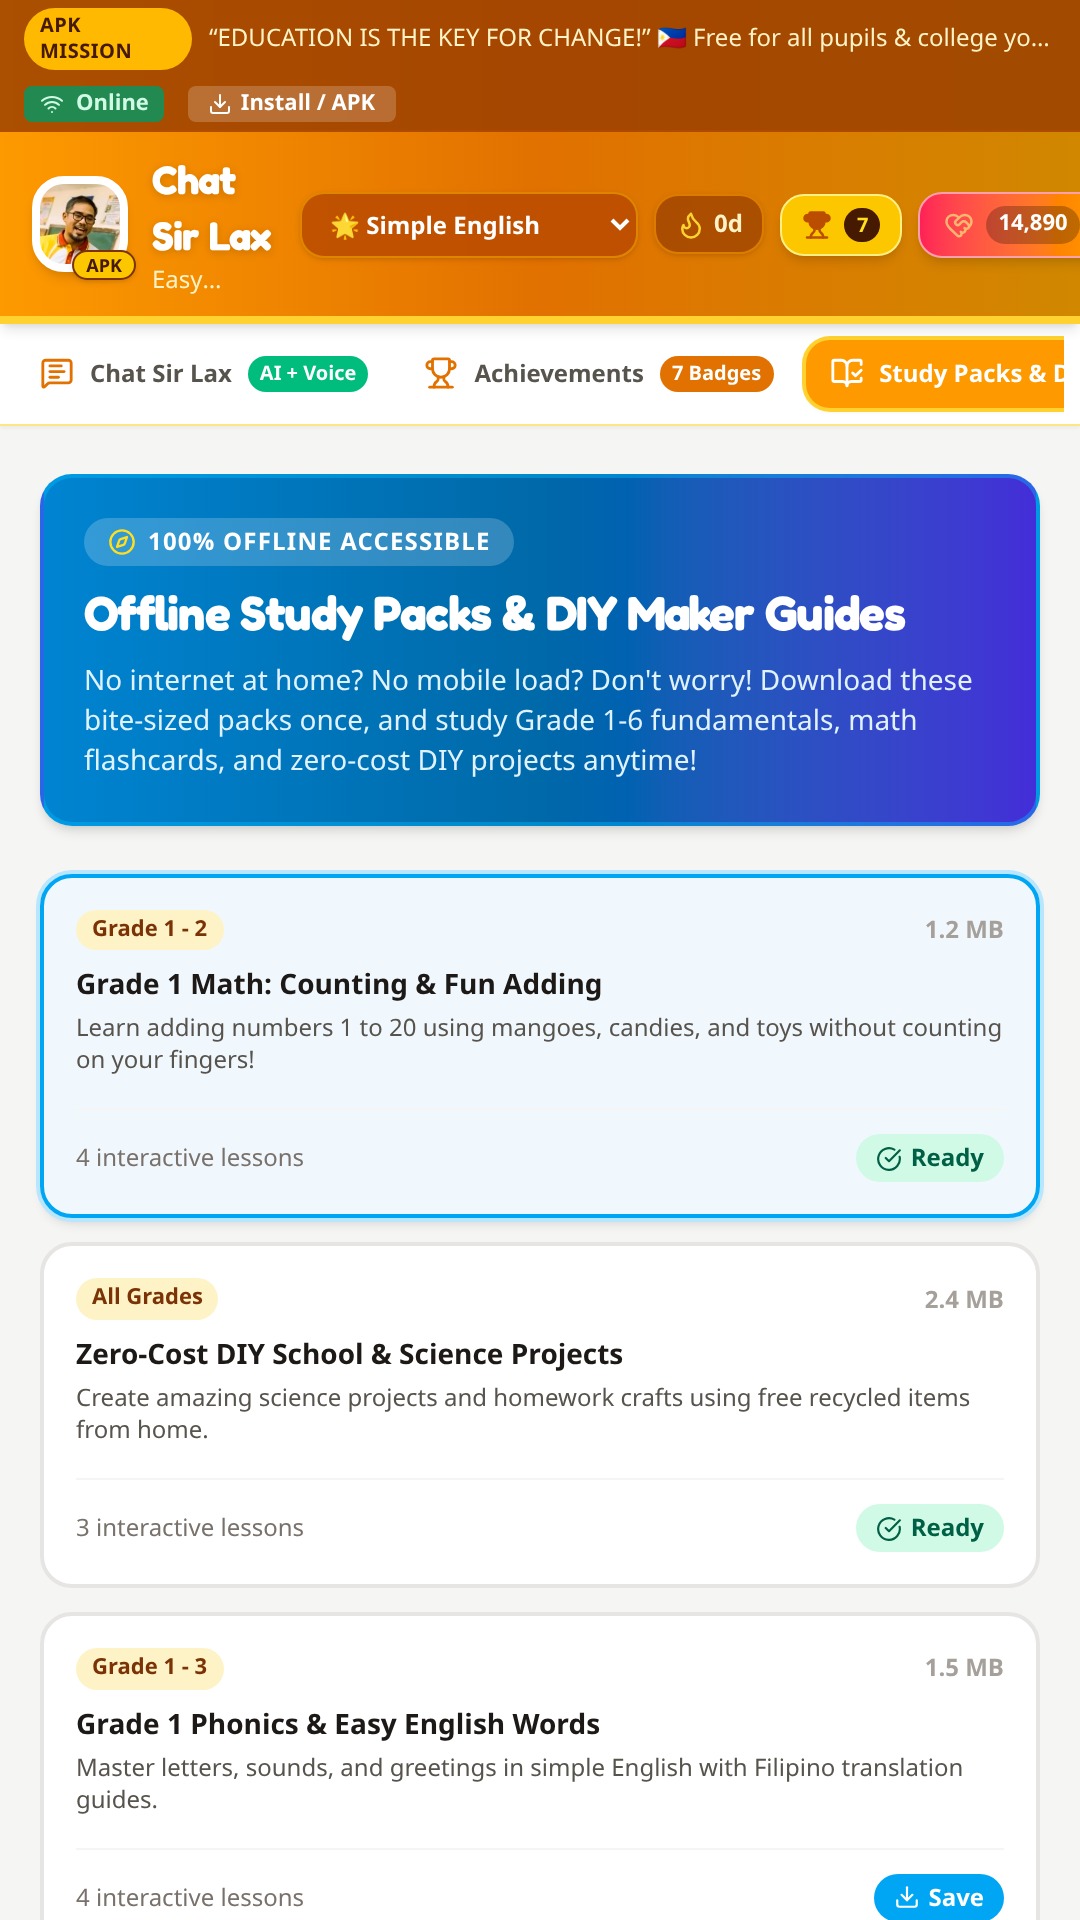 APK
MISSION
“EDUCATION IS THE KEY FOR CHANGE!” 🇵🇭 Free for all pupils & college yo...
Online
Install / APK
Chat
Sir Lax
Easy...
APK
🌟 Simple English
0d
7
14,890
Chat Sir Lax
AI + Voice
Achievements
7 Badges
Study Packs & D
100% OFFLINE ACCESSIBLE
Offline Study Packs & DIY Maker Guides
No internet at home? No mobile load? Don't worry! Download these
bite-sized packs once, and study Grade 1-6 fundamentals, math
flashcards, and zero-cost DIY projects anytime!
Grade 1 - 2
1.2 MB
Grade 1 Math: Counting & Fun Adding
Learn adding numbers 1 to 20 using mangoes, candies, and toys without counting
on your fingers!
4 interactive lessons
Ready
All Grades
2.4 MB
Zero-Cost DIY School & Science Projects
Create amazing science projects and homework crafts using free recycled items
from home.
3 interactive lessons
Ready
Grade 1 - 3
1.5 MB
Grade 1 Phonics & Easy English Words
Master letters, sounds, and greetings in simple English with Filipino translation
guides.
4 interactive lessons
Save